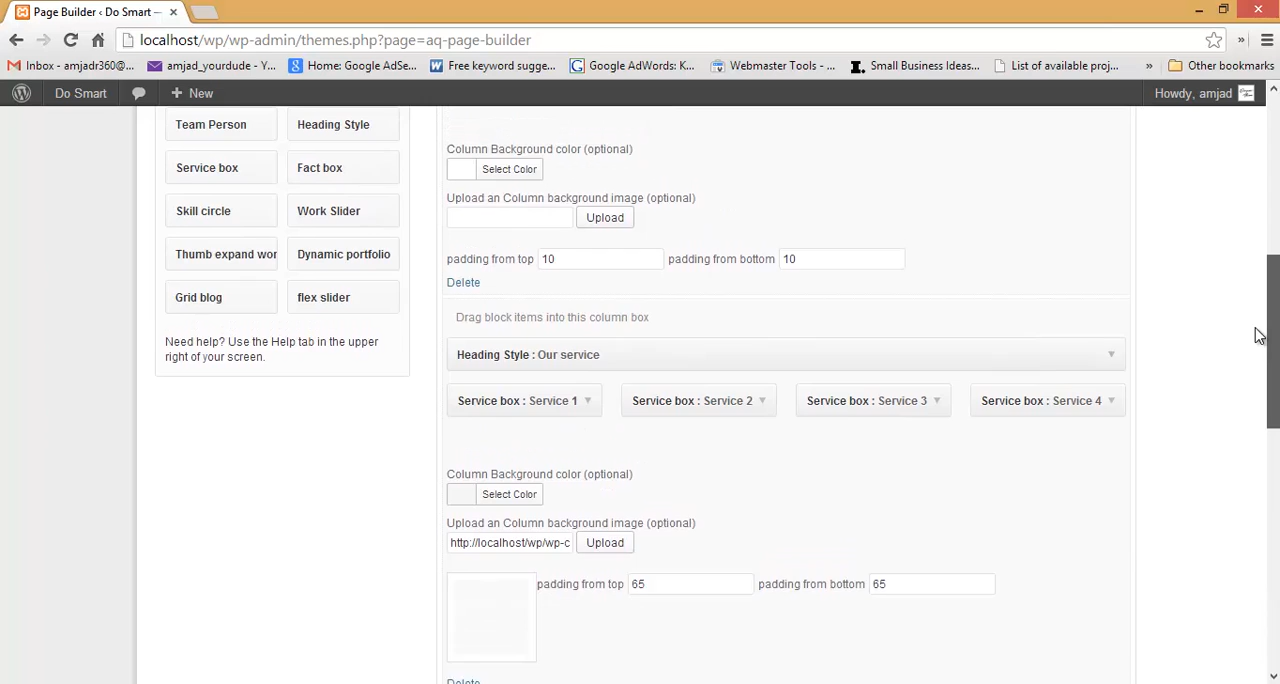 Page Builder ‹ Do Smart —
localhost/wp/wp-admin/themes.php?page=aq-page-builder
Inbox - amjadr360@... amjad_yourdude - Y... Home: Google AdSe... Free keyword sugge... Google AdWords: K... Webmaster Tools - ... Small Business Ideas... List of available proj... » Other bookmarks
Do Smart + New Howdy, amjad
Team Person Heading Style
Service box Fact box
Skill circle Work Slider
Thumb expand wor Dynamic portfolio
Grid blog flex slider
Need help? Use the Help tab in the upper
right of your screen.
Column Background color (optional)
Select Color
Upload an Column background image (optional)
Upload
padding from top 10 padding from bottom 10
Delete
Drag block items into this column box
Heading Style : Our service
Service box : Service 1 Service box : Service 2 Service box : Service 3 Service box : Service 4
Column Background color (optional)
Select Color
Upload an Column background image (optional)
http://localhost/wp/wp-c Upload
padding from top 65 padding from bottom 65
Delete